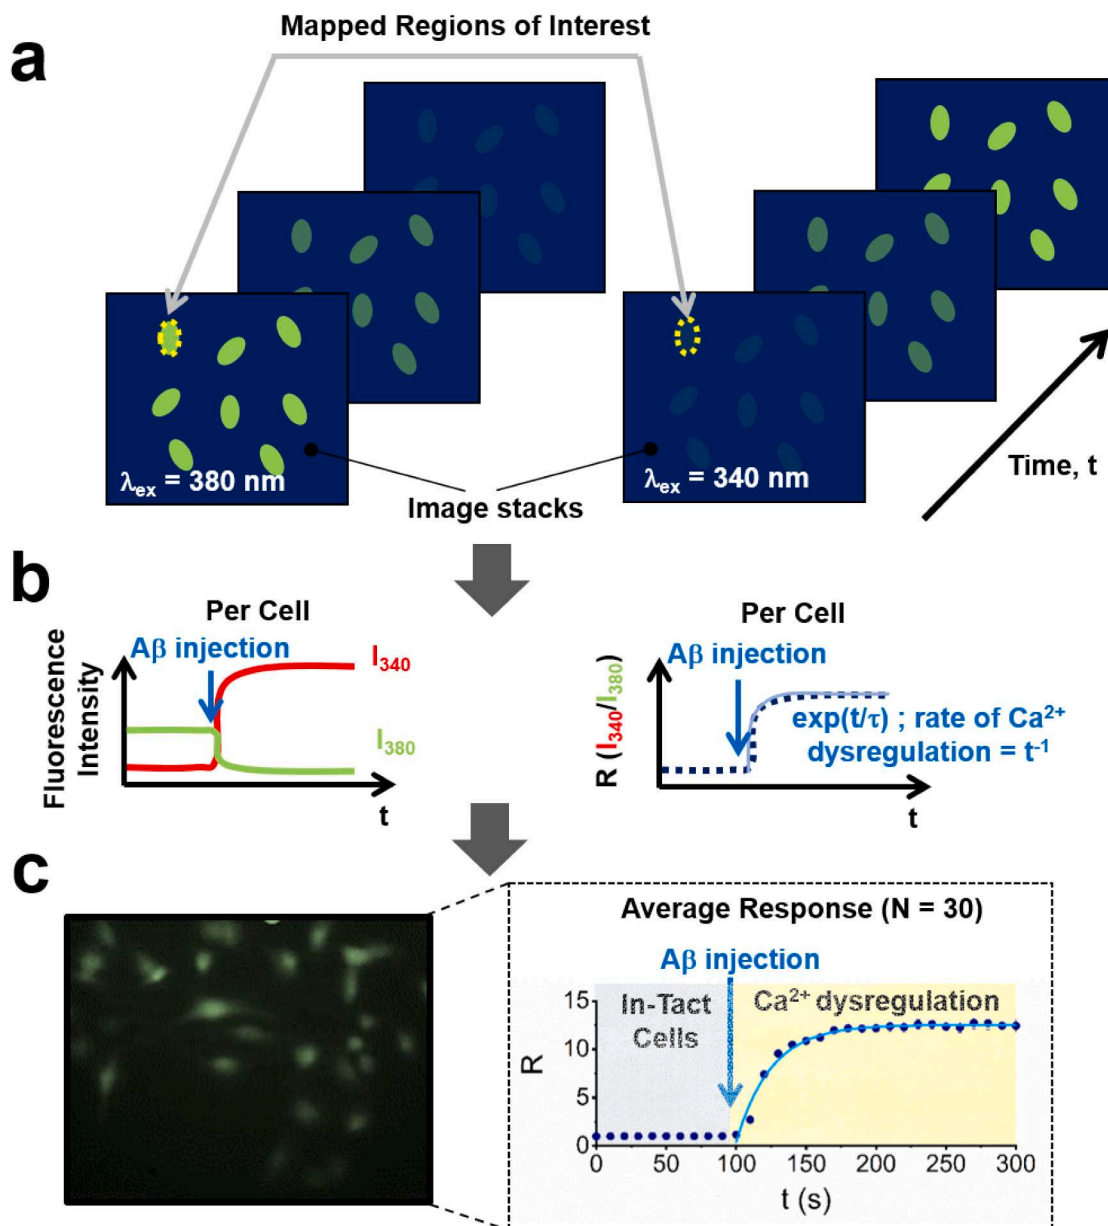 a
Mapped Regions of Interest
λex = 380 nm
λex = 340 nm
Image stacks
Time, t
b
Per Cell
Aβ injection
Fluorescence
Intensity
I340
I380
t
Per Cell
Aβ injection
R (I340/I380)
exp(t/τ) ; rate of Ca²⁺
dysregulation = t⁻¹
t
c
Average Response (N = 30)
Aβ injection
In-Tact
Cells
Ca²⁺ dysregulation
R
15
10
5
0
0 50 100 150 200 250 300
t (s)